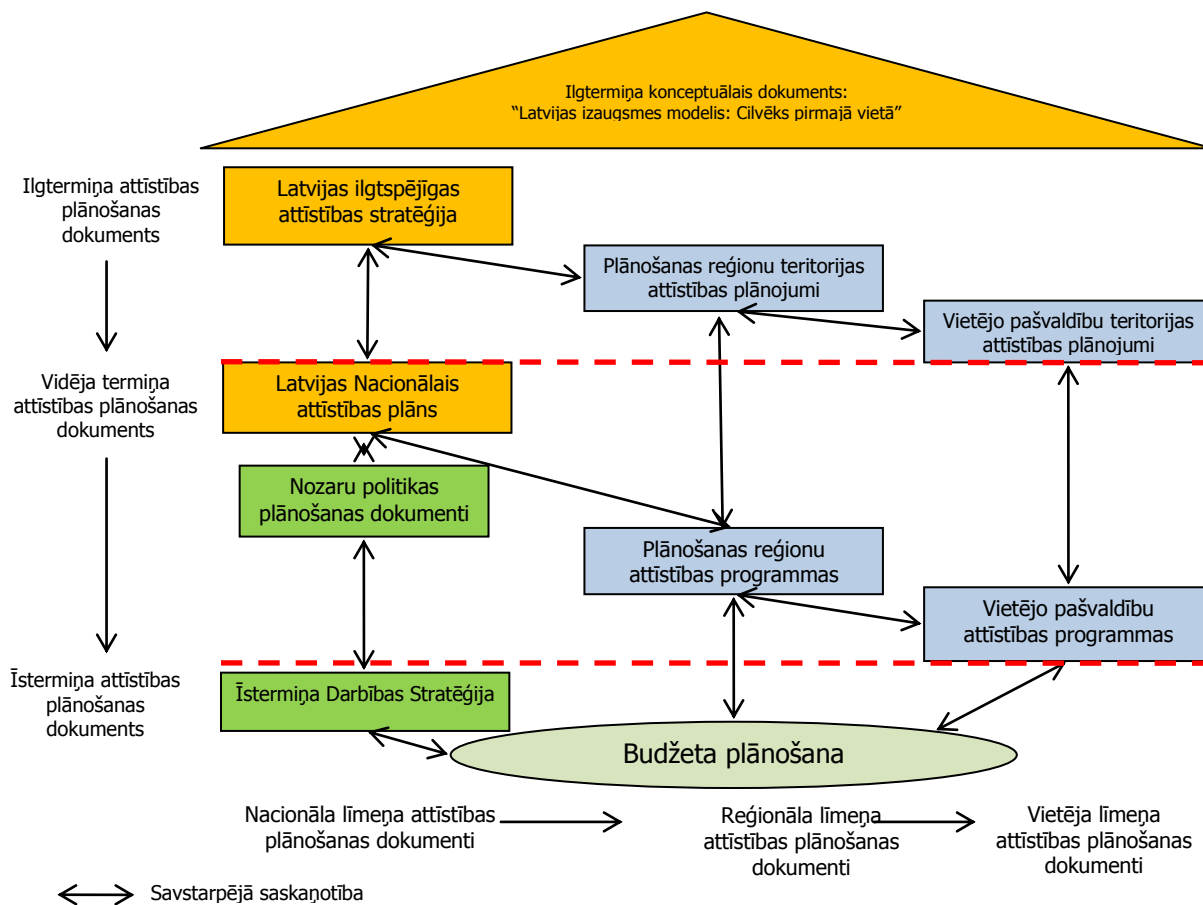 Ilgtermiņa konceptuālais dokuments:
“Latvijas izaugsmes modelis: Cilvēks pirmajā vietā”
Ilgtermiņa attīstības
plānošanas
dokuments
Latvijas ilgtspējīgas
attīstības stratēģija
Plānošanas reģionu teritorijas
attīstības plānojumi
Vietējo pašvaldību teritorijas
attīstības plānojumi
Vidēja termiņa
attīstības plānošanas
dokuments
Latvijas Nacionālais
attīstības plāns
Nozaru politikas
plānošanas dokumenti
Plānošanas reģionu
attīstības programmas
Vietējo pašvaldību
attīstības programmas
Īstermiņa attīstības
plānošanas
dokuments
Īstermiņa Darbības Stratēģija
Budžeta plānošana
Nacionāla līmeņa attīstības
plānošanas dokumenti
Reģionāla līmeņa
attīstības plānošanas
dokumenti
Vietēja līmeņa
attīstības plānošanas
dokumenti
Savstarpējā saskaņotība